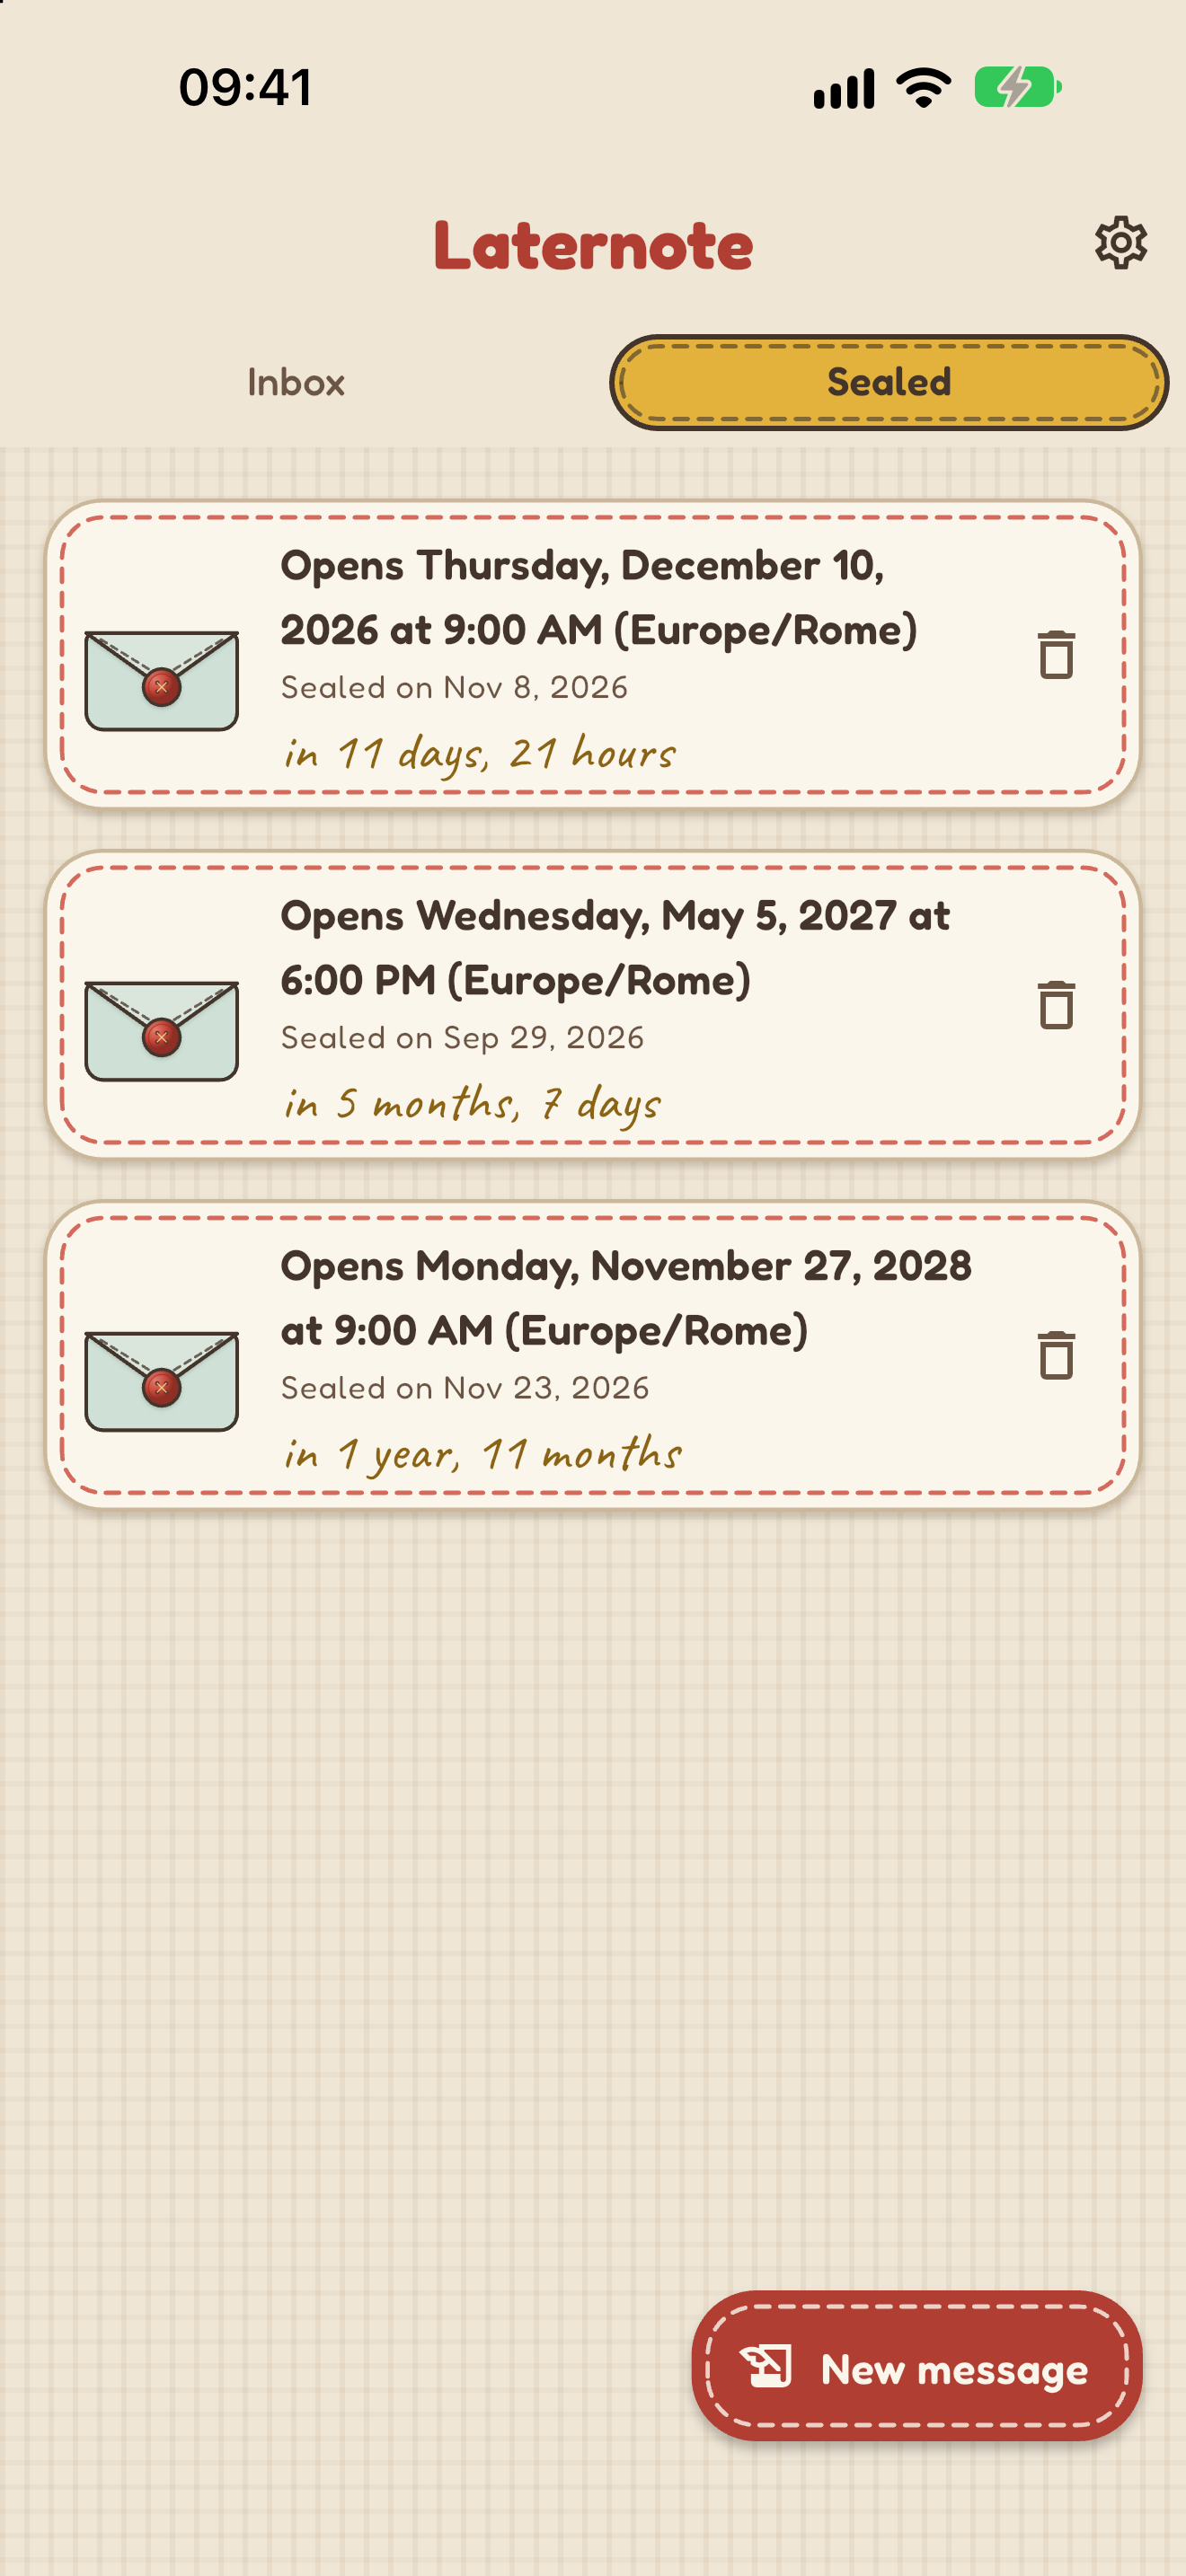 09:41
Laternote
Inbox
Sealed
Opens Thursday, December 10,
2026 at 9:00 AM (Europe/Rome)
Sealed on Nov 8, 2026
in 11 days, 21 hours
Opens Wednesday, May 5, 2027 at
6:00 PM (Europe/Rome)
Sealed on Sep 29, 2026
in 5 months, 7 days
Opens Monday, November 27, 2028
at 9:00 AM (Europe/Rome)
Sealed on Nov 23, 2026
in 1 year, 11 months
New message